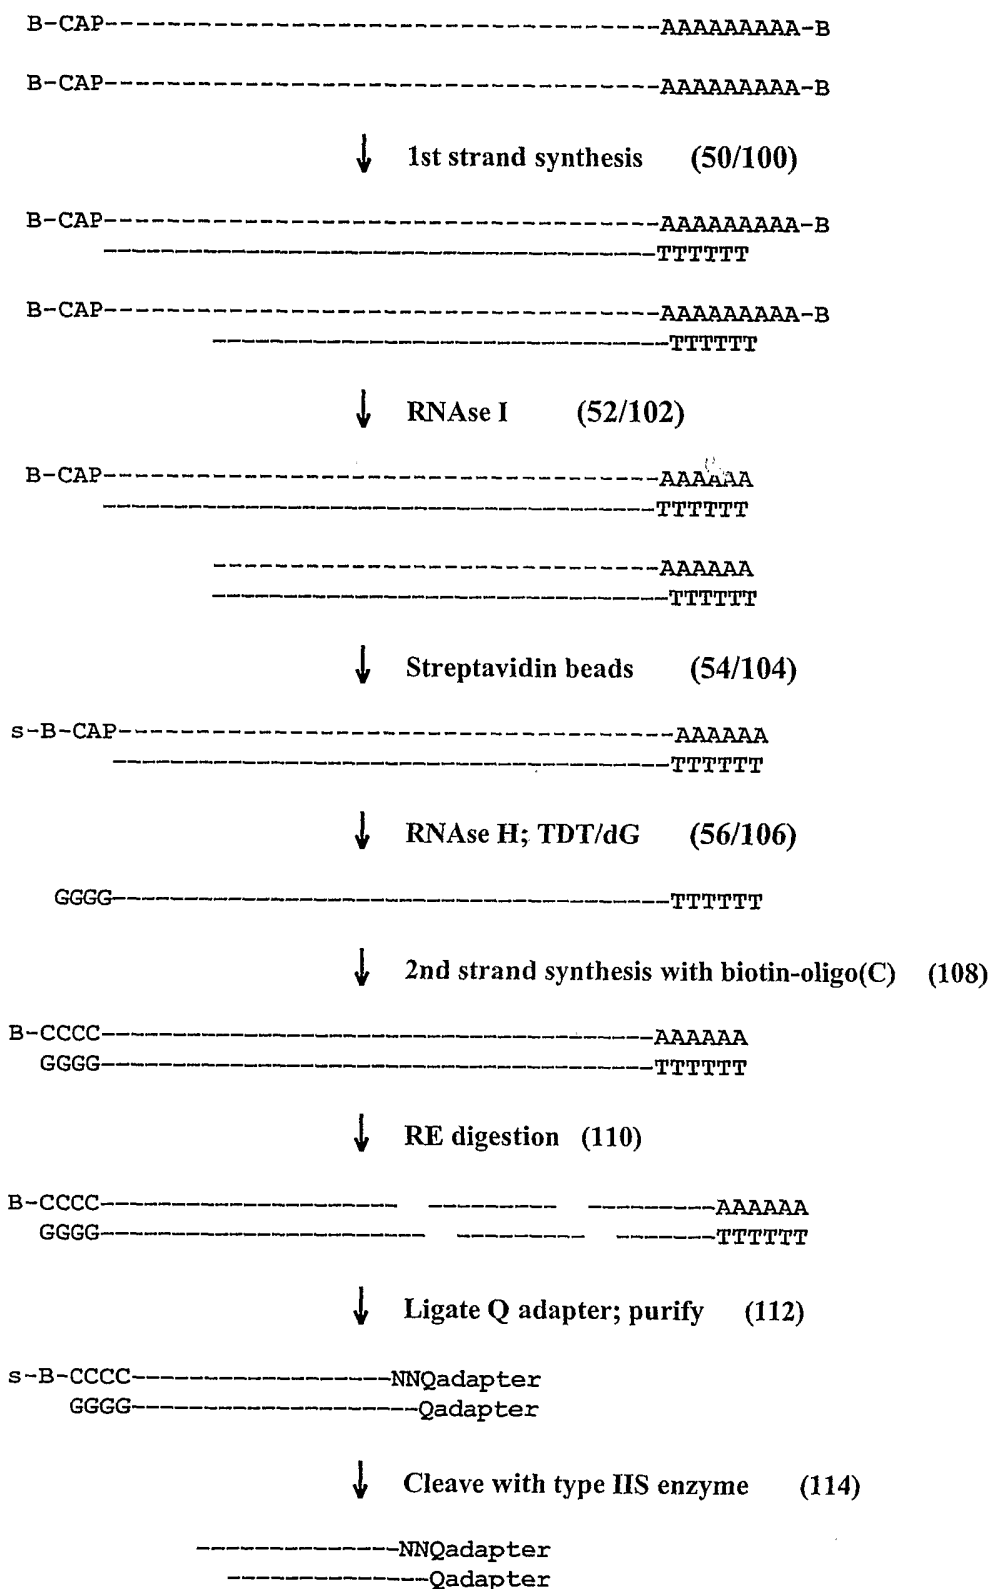 B-CAP------------------------------------AAAAAAAAA-B
B-CAP------------------------------------AAAAAAAAA-B
↓ 1st strand synthesis (50/100)
B-CAP------------------------------------AAAAAAAAA-B
------------------------------------TTTTTT
B-CAP------------------------------------AAAAAAAAA-B
-----------------------------TTTTTT
↓ RNAse I (52/102)
B-CAP------------------------------------AAAAAA
------------------------------------TTTTTT
-----------------------------AAAAAA
-----------------------------TTTTTT
↓ Streptavidin beads (54/104)
s-B-CAP------------------------------------AAAAAA
------------------------------------TTTTTT
↓ RNAse H; TDT/dG (56/106)
GGGG------------------------------------TTTTTT
↓ 2nd strand synthesis with biotin-oligo(C) (108)
B-CCCC------------------------------------AAAAAA
GGGG------------------------------------TTTTTT
↓ RE digestion (110)
B-CCCC------------------- -------- --------AAAAAA
GGGG--------------------- -------- ------TTTTTT
↓ Ligate Q adapter; purify (112)
s-B-CCCC-----------------NNQadapter
GGGG-------------------Qadapter
↓ Cleave with type IIS enzyme (114)
-------------NNQadapter
-------------Qadapter